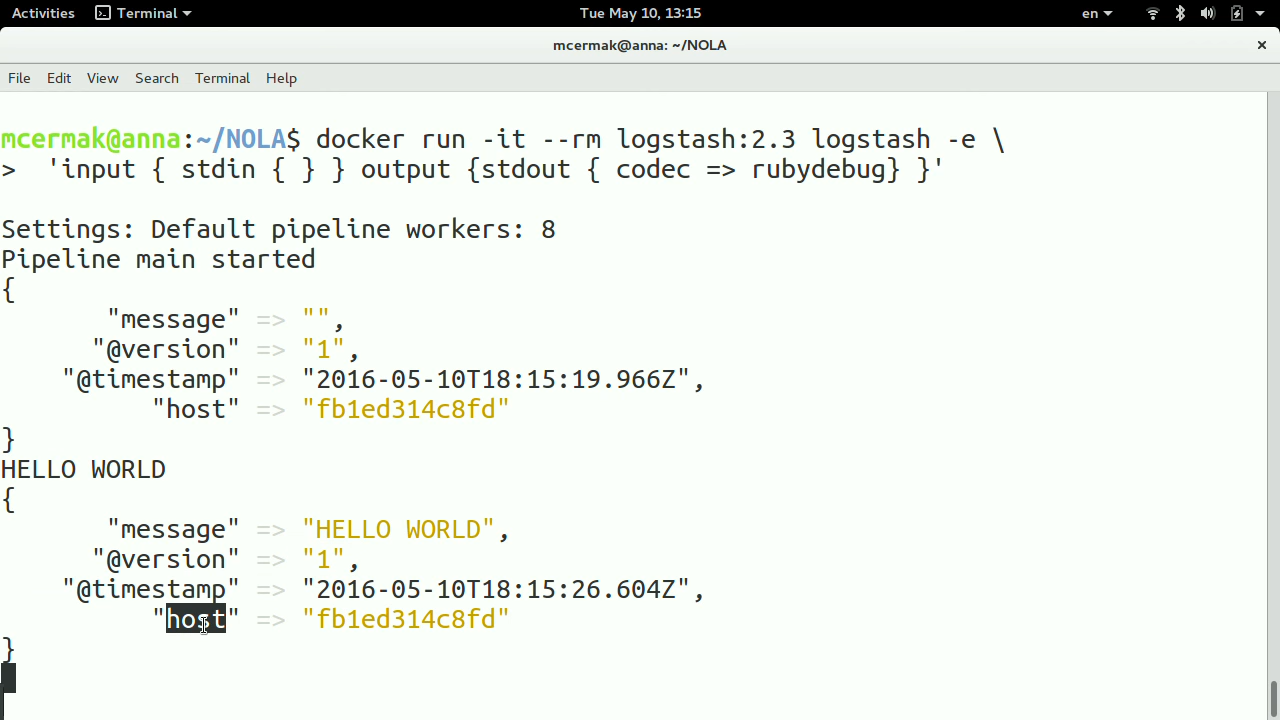 Activities Terminal Tue May 10, 13:15 en
mcermak@anna: ~/NOLA ×
File Edit View Search Terminal Help
mcermak@anna:~/NOLA$ docker run -it --rm logstash:2.3 logstash -e \
>  'input { stdin { } } output {stdout { codec => rubydebug} }'
Settings: Default pipeline workers: 8
Pipeline main started
{
       "message" => "",
      "@version" => "1",
    "@timestamp" => "2016-05-10T18:15:19.966Z",
          "host" => "fb1ed314c8fd"
}
HELLO WORLD
{
       "message" => "HELLO WORLD",
      "@version" => "1",
    "@timestamp" => "2016-05-10T18:15:26.604Z",
          "host" => "fb1ed314c8fd"
}